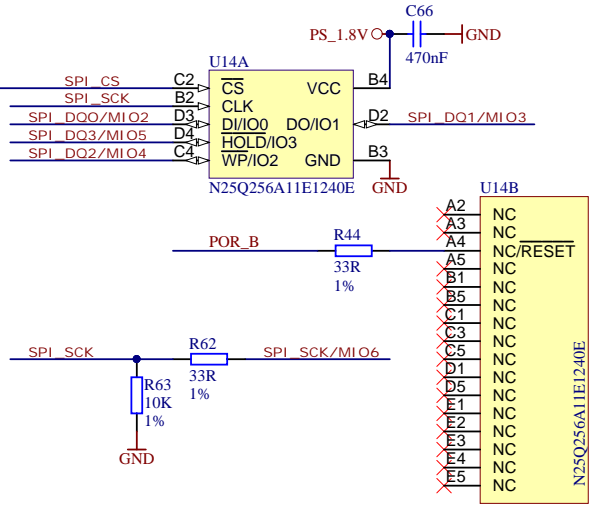 C66
PS_1.8V
GND
470nF
U14A
SPI_CS C2 CS VCC B4
SPI_SCK B2 CLK
SPI_DQ0/MIO2 D3 DI/IO0 DO/IO1 D2 SPI_DQ1/MIO3
SPI_DQ3/MIO5 D4 HOLD/IO3
SPI_DQ2/MIO4 C4 WP/IO2 GND B3
N25Q256A11E1240E
GND
U14B
A2 NC
A3 NC
POR_B R44 A4 NC/RESET
33R
1%
A5 NC
B1 NC
B5 NC
C1 NC
C3 NC
C5 NC
D1 NC
D5 NC
E1 NC
E2 NC
E3 NC
E4 NC
E5 NC
N25Q256A11E1240E
R62
SPI_SCK SPI_SCK/MIO6
33R
1%
R63
10K
1%
GND